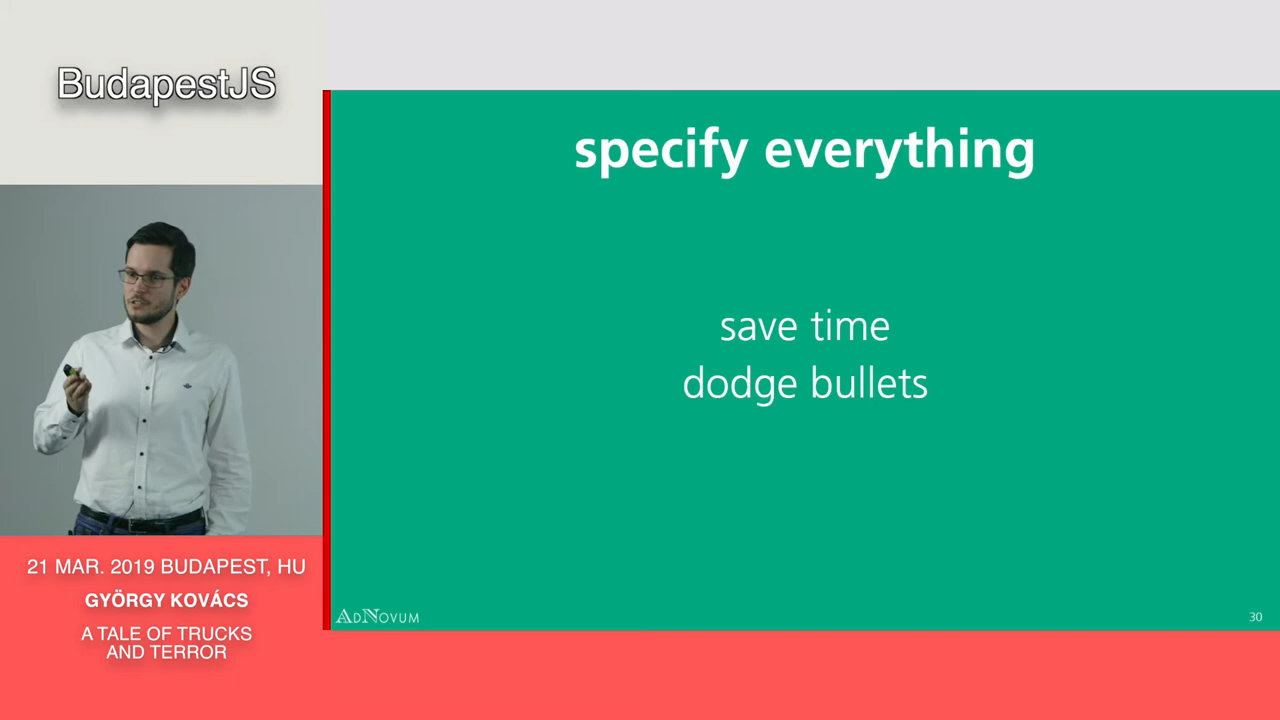 BudapestJS
specify everything
save time
dodge bullets
21 MAR. 2019 BUDAPEST, HU
GYÖRGY KOVÁCS
A TALE OF TRUCKS
AND TERROR
ADNOVUM
30